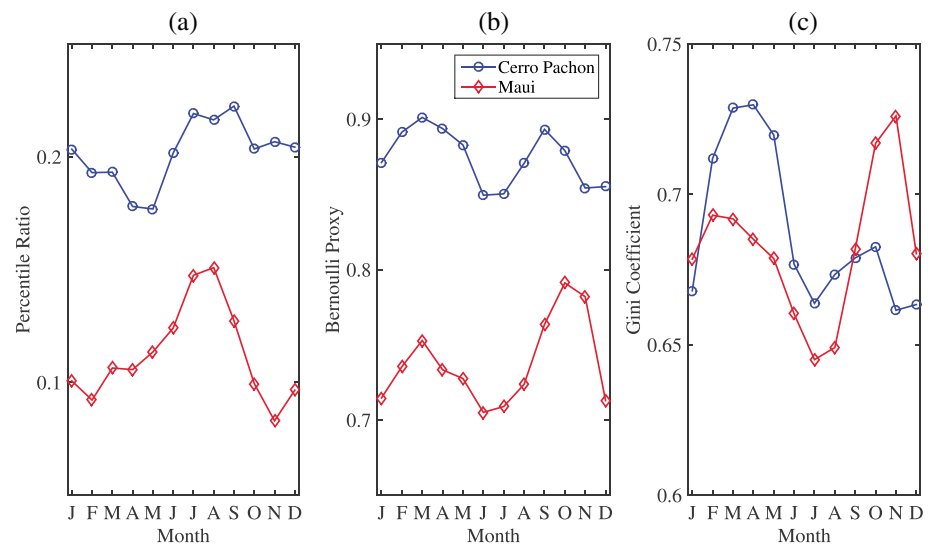 (a)
(b)
(c)
Percentile Ratio
0.2
0.1
J F M A M J J A S O N D
Month
Bernoulli Proxy
0.9
0.8
0.7
Cerro Pachon
Maui
J F M A M J J A S O N D
Month
Gini Coefficient
0.75
0.7
0.65
0.6
J F M A M J J A S O N D
Month